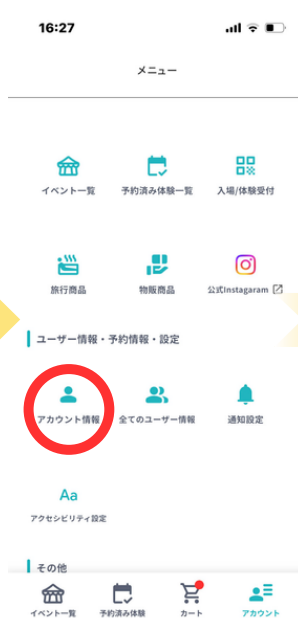 16:27
メニュー
イベント一覧
予約済み体験一覧
入場/体験受付
旅行商品
物販商品
公式Instagaram
ユーザー情報・予約情報・設定
アカウント情報
全てのユーザー情報
通知設定
Aa
アクセシビリティ設定
その他
イベント一覧
予約済み体験
カート
アカウント